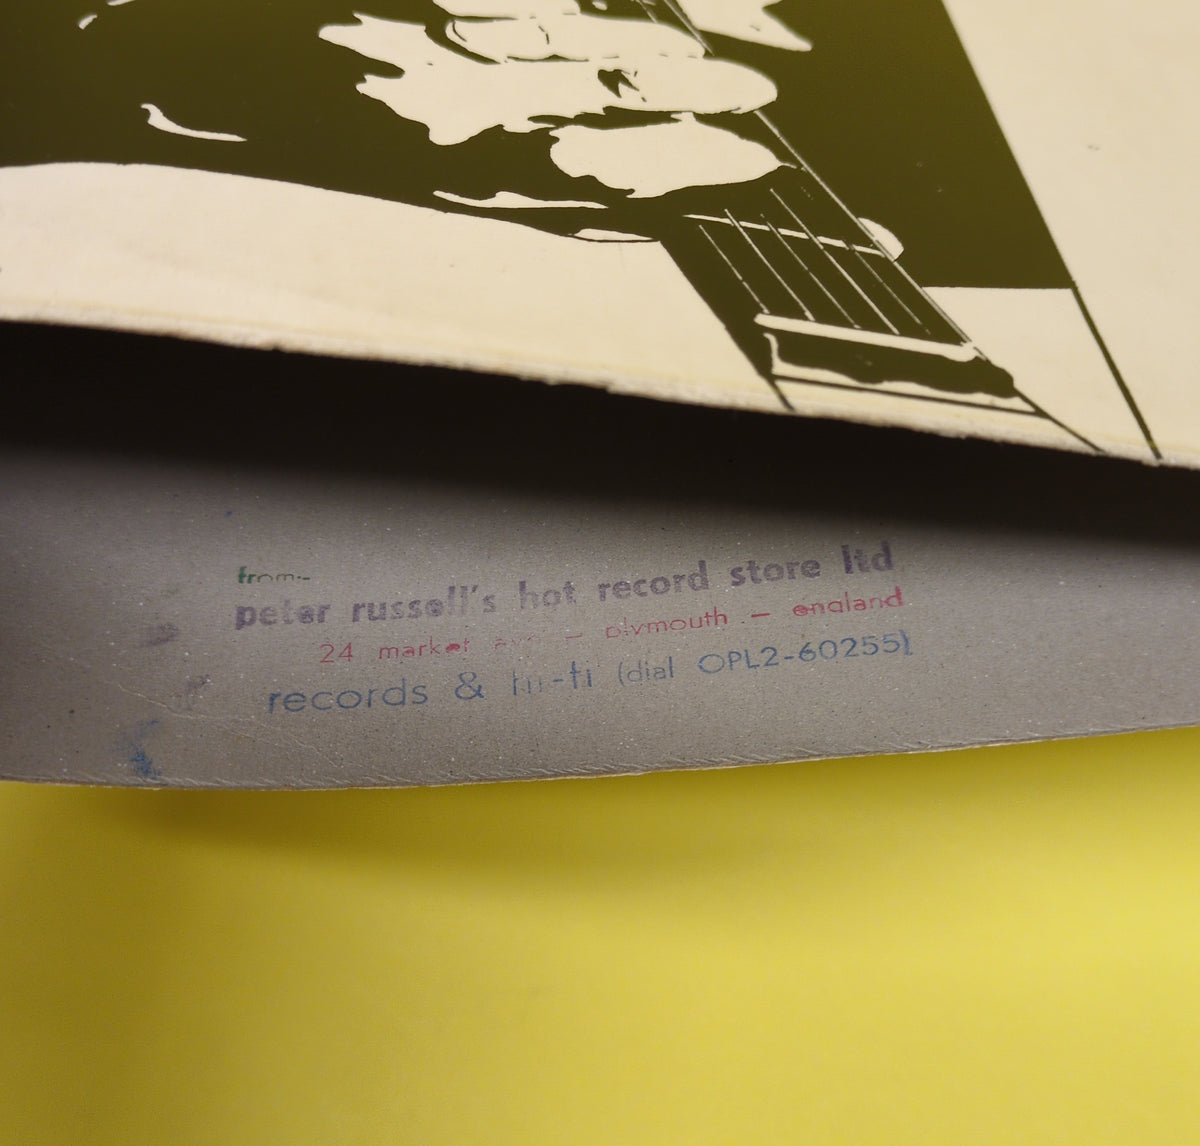 from:-
peter russell's hot record store ltd
24 market ave – plymouth – england
records & hi-fi (dial OPL2-60255)